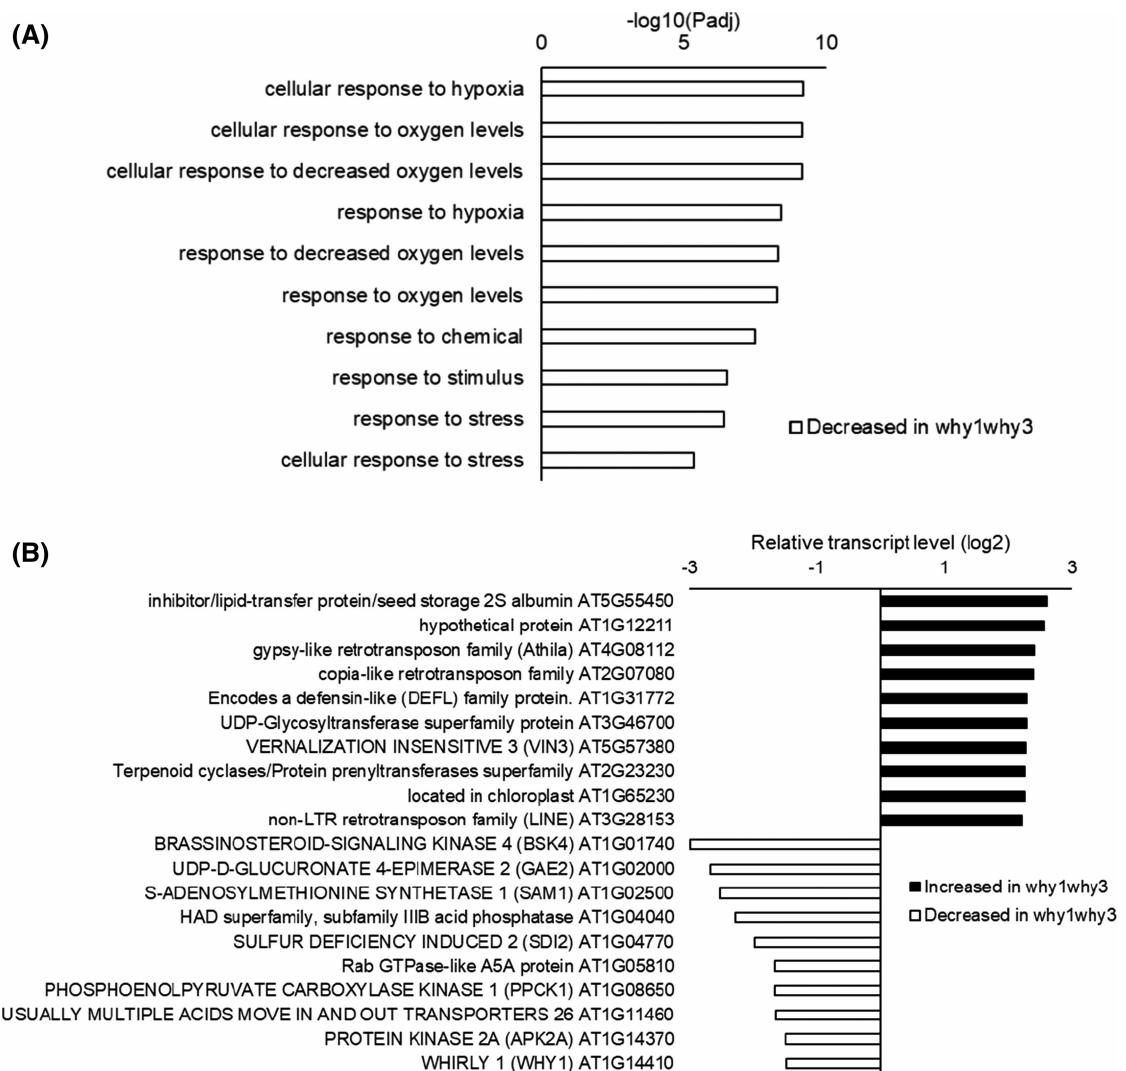 (A)
-log10(Padj)
0 5 10
cellular response to hypoxia
cellular response to oxygen levels
cellular response to decreased oxygen levels
response to hypoxia
response to decreased oxygen levels
response to oxygen levels
response to chemical
response to stimulus
response to stress
Decreased in why1why3
cellular response to stress
(B)
Relative transcript level (log2)
-3 -1 1 3
inhibitor/lipid-transfer protein/seed storage 2S albumin AT5G55450
hypothetical protein AT1G12211
gypsy-like retrotransposon family (Athila) AT4G08112
copia-like retrotransposon family AT2G07080
Encodes a defensin-like (DEFL) family protein. AT1G31772
UDP-Glycosyltransferase superfamily protein AT3G46700
VERNALIZATION INSENSITIVE 3 (VIN3) AT5G57380
Terpenoid cyclases/Protein prenyltransferases superfamily AT2G23230
located in chloroplast AT1G65230
non-LTR retrotransposon family (LINE) AT3G28153
BRASSINOSTEROID-SIGNALING KINASE 4 (BSK4) AT1G01740
UDP-D-GLUCURONATE 4-EPIMERASE 2 (GAE2) AT1G02000
S-ADENOSYLMETHIONINE SYNTHETASE 1 (SAM1) AT1G02500
HAD superfamily, subfamily IIIB acid phosphatase AT1G04040
SULFUR DEFICIENCY INDUCED 2 (SDI2) AT1G04770
Rab GTPase-like A5A protein AT1G05810
PHOSPHOENOLPYRUVATE CARBOXYLASE KINASE 1 (PPCK1) AT1G08650
USUALLY MULTIPLE ACIDS MOVE IN AND OUT TRANSPORTERS 26 AT1G11460
PROTEIN KINASE 2A (APK2A) AT1G14370
WHIRLY 1 (WHY1) AT1G14410
Increased in why1why3
Decreased in why1why3